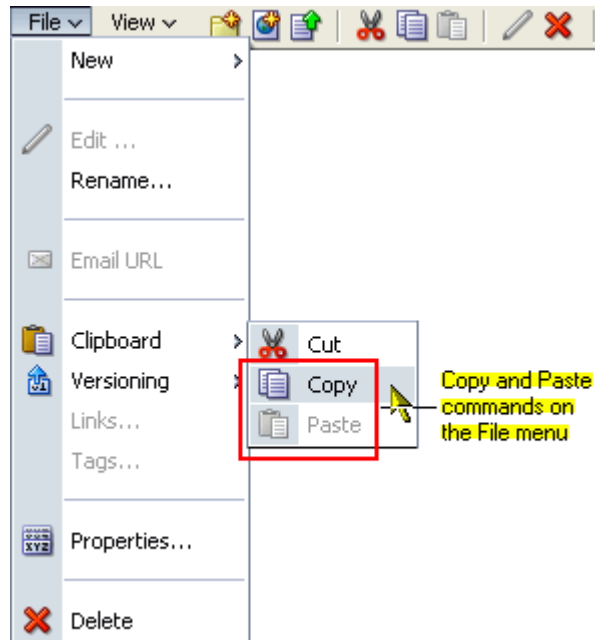 File View
New
Edit ...
Rename...
Email URL
Clipboard
Cut
Versioning
Copy
Copy and Paste
commands on
the File menu
Links...
Paste
Tags...
Properties...
Delete